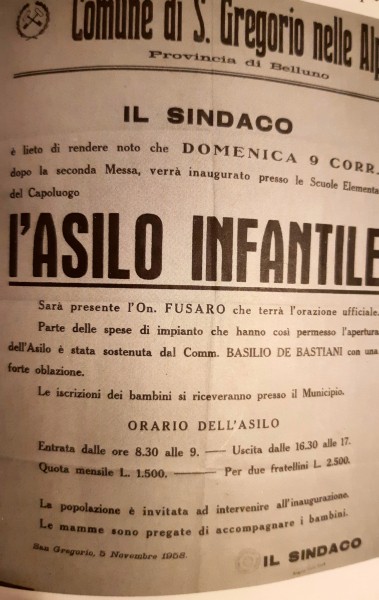 Comune di S. Gregorio nelle Alp
Provincia di Belluno
IL SINDACO
è lieto di rendere noto che DOMENICA 9 CORR.
dopo la seconda Messa, verrà inaugurato presso le Scuole Elementa
del Capoluogo
l'ASILO INFANTILE
Sarà presente l'On. FUSARO che terrà l'orazione ufficiale.
Parte delle spese di impianto che hanno così permesso l'apertura
dell'Asilo è stata sostenuta dal Comm. BASILIO DE BASTIANI con una
forte oblazione.
Le iscrizioni dei bambini si riceveranno presso il Municipio.
ORARIO DELL'ASILO
Entrata dalle ore 8.30 alle 9. — Uscita dalle 16.30 alle 17.
Quota mensile L. 1.500. — Per due fratellini L. 2.500.
La popolazione è invitata ad intervenire all'inaugurazione.
Le mamme sono pregate di accompagnare i bambini.
San Gregorio, 5 Novembre 1958.
IL SINDACO